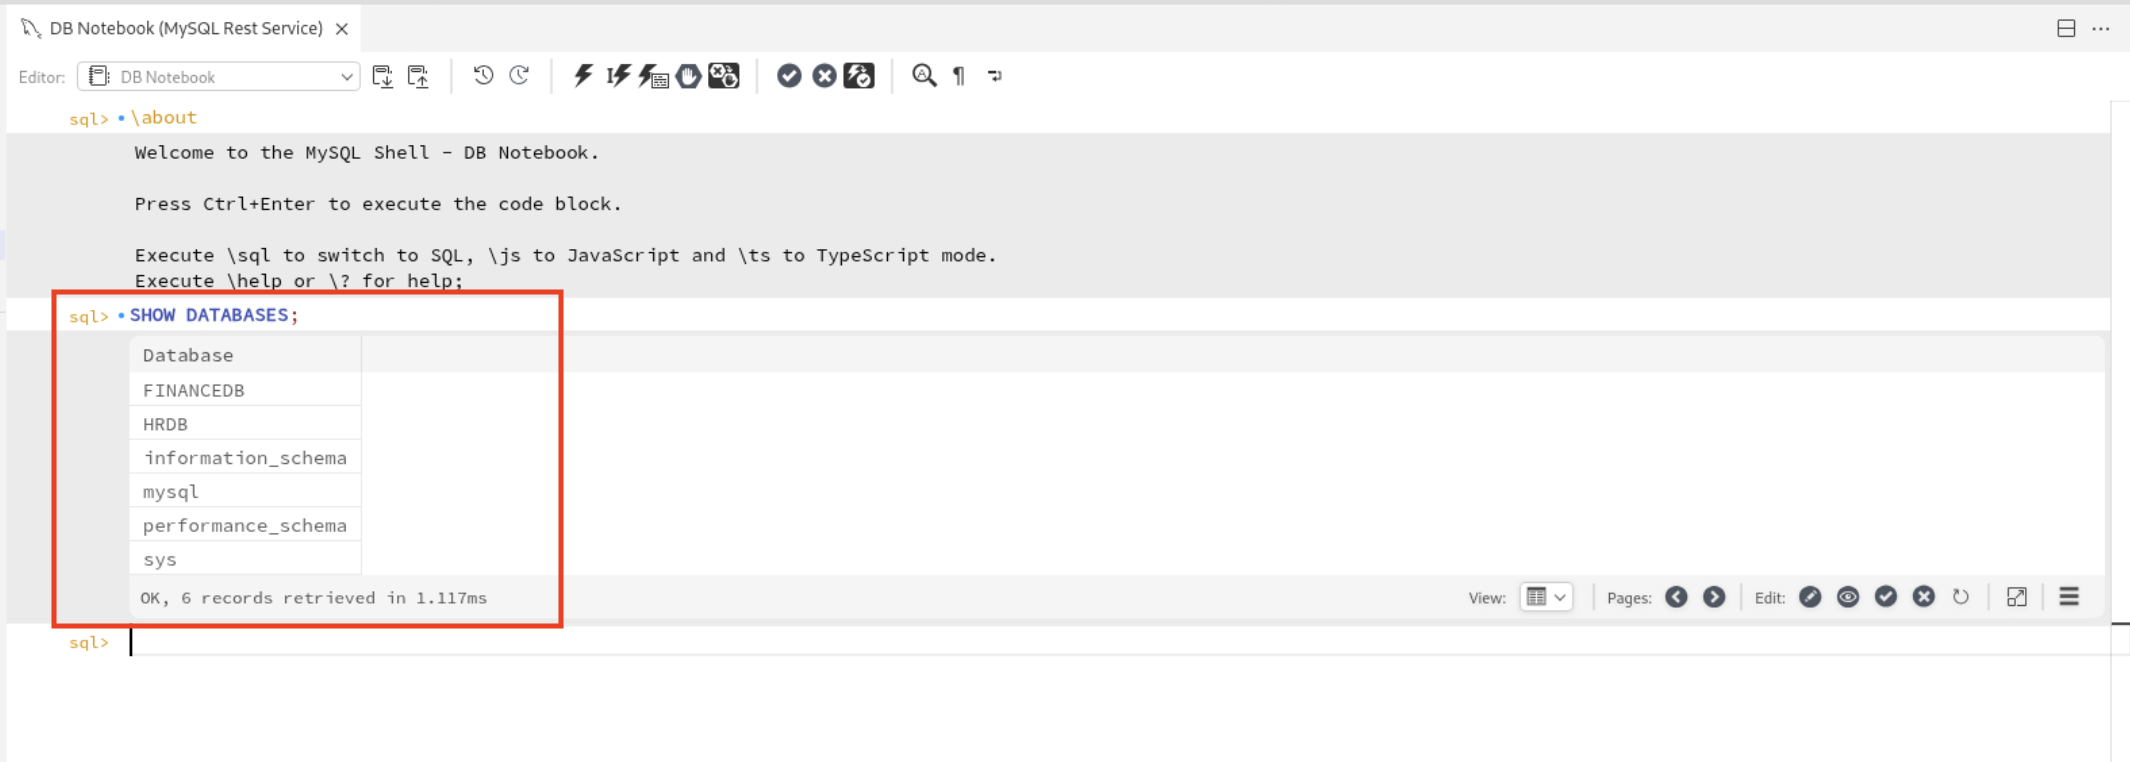 DB Notebook (MySQL Rest Service)
Editor: DB Notebook
sql> \about
Welcome to the MySQL Shell - DB Notebook.
Press Ctrl+Enter to execute the code block.
Execute \sql to switch to SQL, \js to JavaScript and \ts to TypeScript mode.
Execute \help or \? for help;
sql> SHOW DATABASES;
Database
FINANCEDB
HRDB
information_schema
mysql
performance_schema
sys
OK, 6 records retrieved in 1.117ms View: Pages: Edit:
sql>